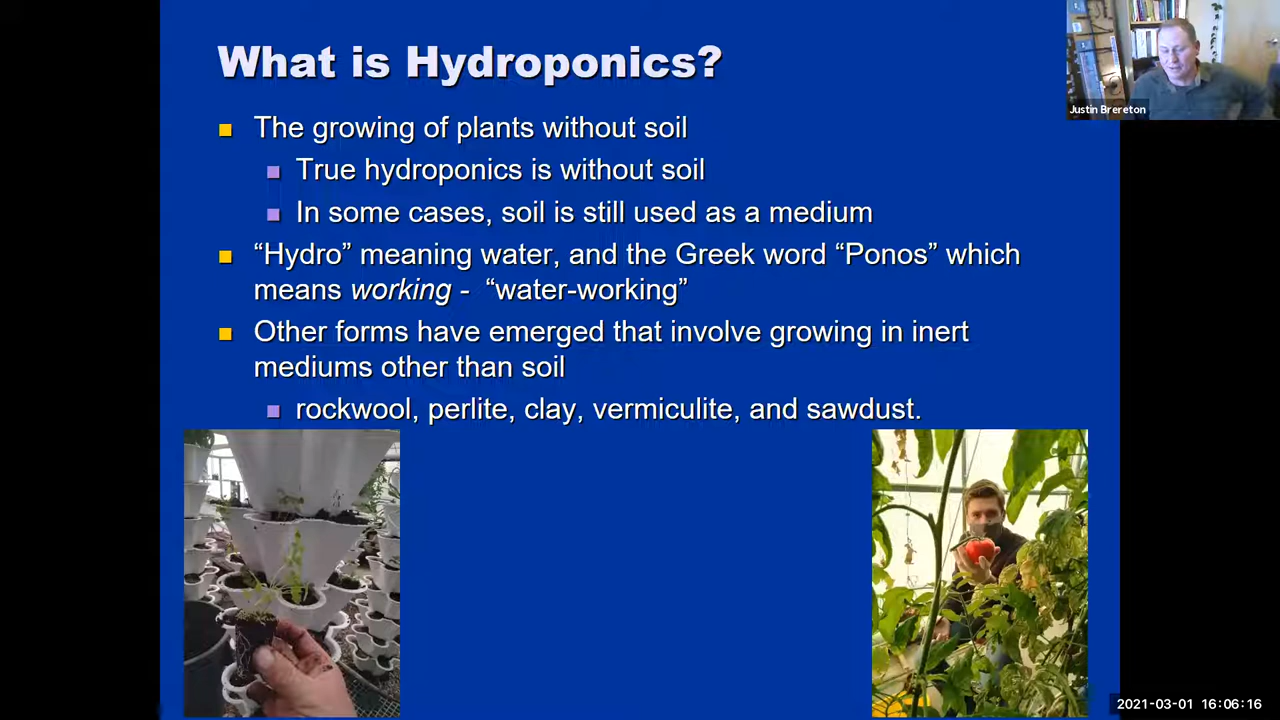 What is Hydroponics?
The growing of plants without soil
True hydroponics is without soil
In some cases, soil is still used as a medium
“Hydro” meaning water, and the Greek word “Ponos” which
means working - “water-working”
Other forms have emerged that involve growing in inert
mediums other than soil
rockwool, perlite, clay, vermiculite, and sawdust.
Justin Brereton
2021-03-01 16:06:16